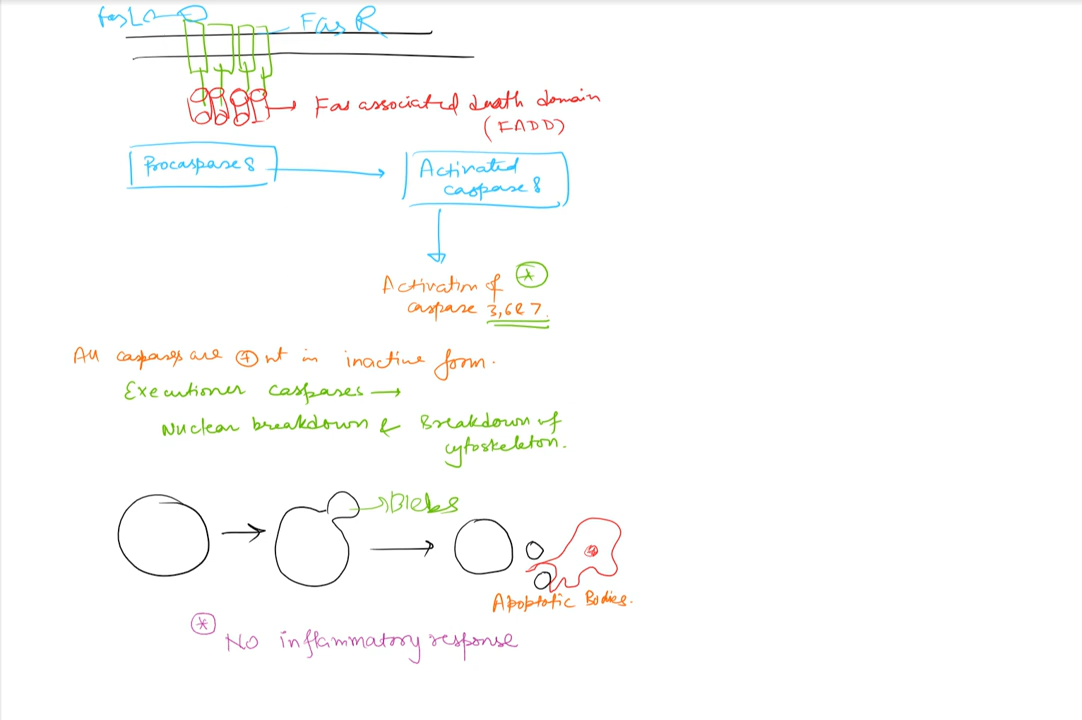 FasL
Fas R
Fas associated death domain
(FADD)
Procaspase 8
Activated
caspase 8
Activation of *
caspase 3,6&7.
All caspases are ⊕nt in inactive form.
Executioner caspases →
Nuclear breakdown & Breakdown of
cytoskeleton.
Blebs
Apoptotic Bodies.
* No inflammatory response